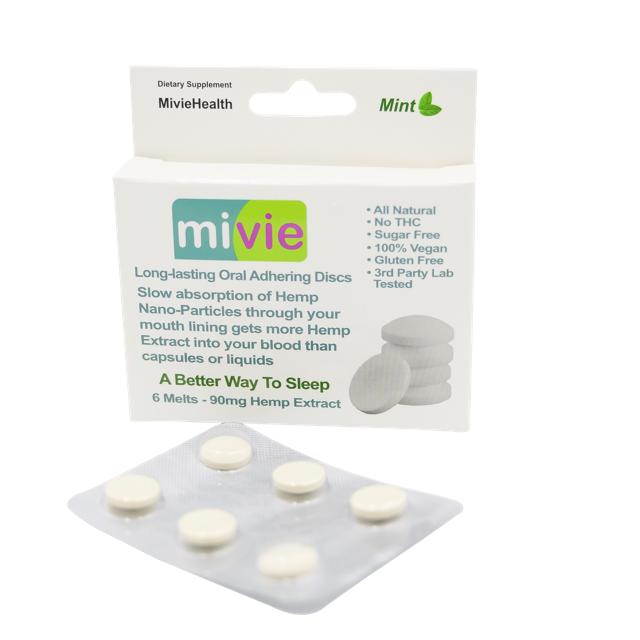 Dietary Supplement
MivieHealth
Mint
mivie
Long-lasting Oral Adhering Discs
Slow absorption of Hemp
Nano-Particles through your
mouth lining gets more Hemp
Extract into your blood than
capsules or liquids
A Better Way To Sleep
6 Melts - 90mg Hemp Extract
• All Natural
• No THC
• Sugar Free
• 100% Vegan
• Gluten Free
• 3rd Party Lab
Tested